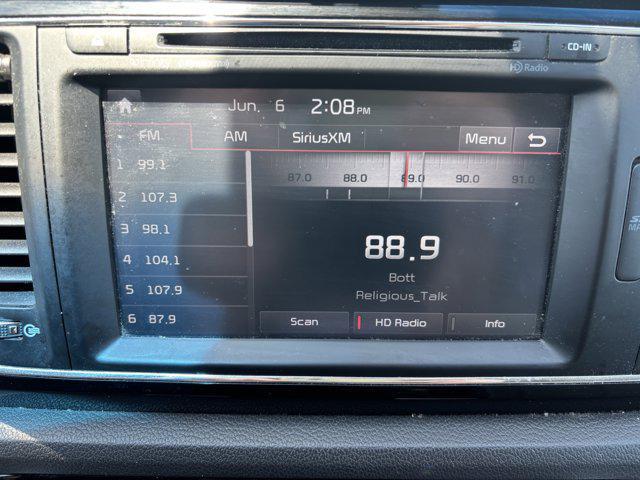 CD-IN
HD Radio
Jun. 6 2:08 PM
FM AM SiriusXM Menu
1 99.1
2 107.3
3 98.1
4 104.1
5 107.9
6 87.9
87.0 88.0 89.0 90.0 91.0
88.9
Bott
Religious_Talk
Scan HD Radio Info